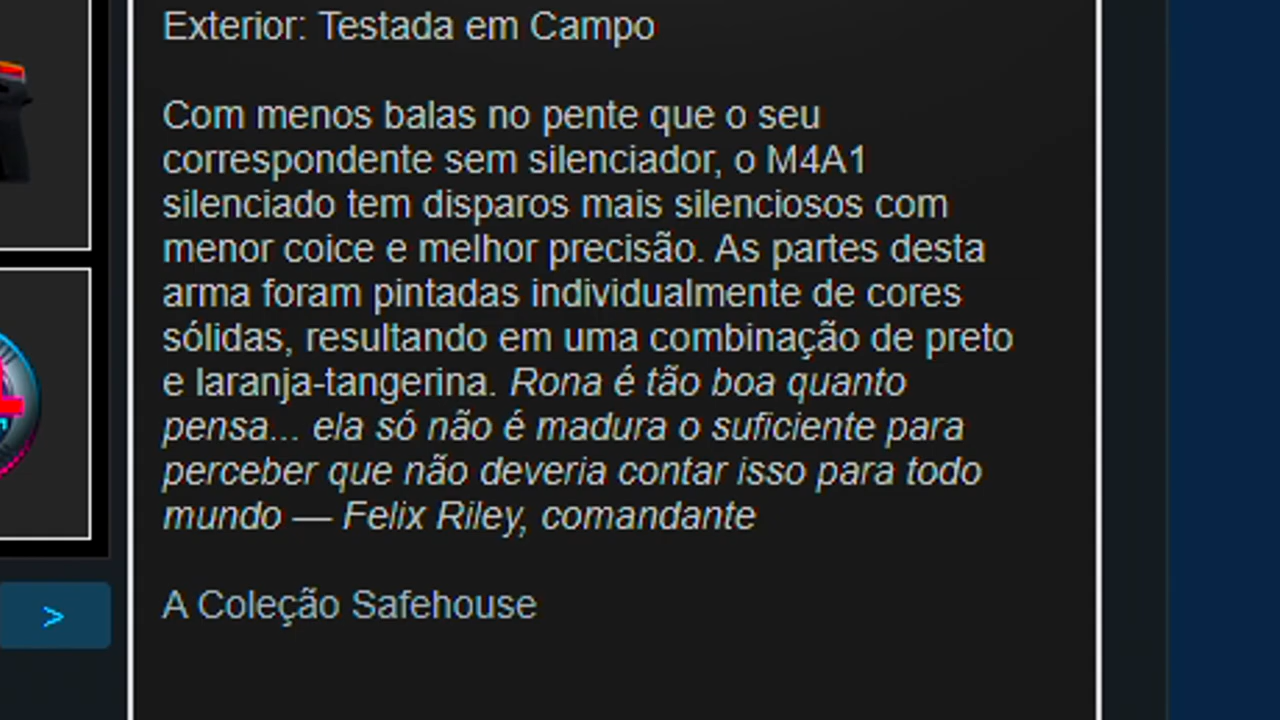 Exterior: Testada em Campo
Com menos balas no pente que o seu
correspondente sem silenciador, o M4A1
silenciado tem disparos mais silenciosos com
menor coice e melhor precisão. As partes desta
arma foram pintadas individualmente de cores
sólidas, resultando em uma combinação de preto
e laranja-tangerina. Rona é tão boa quanto
pensa... ela só não é madura o suficiente para
perceber que não deveria contar isso para todo
mundo — Felix Riley, comandante
A Coleção Safehouse
>